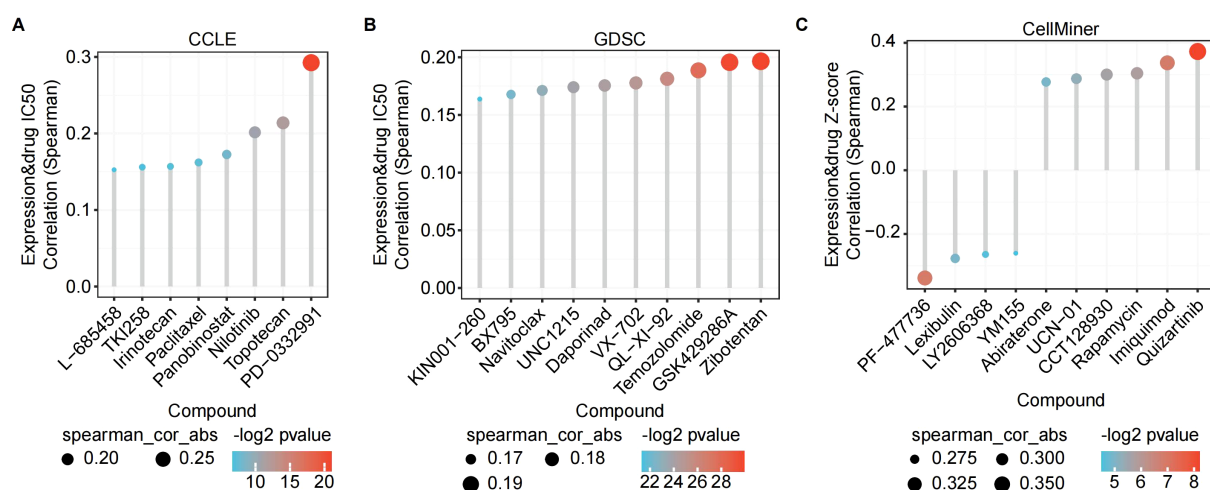 A
CCLE
Expression&drug IC50
Correlation (Spearman)
0.3
0.2
0.1
0.0
L-685458
TKI258
Irinotecan
Paclitaxel
Panobinostat
Nilotinib
Topotecan
PD-0332991
Compound
spearman_cor_abs
0.20
0.25
-log2 pvalue
10 15 20
B
GDSC
Expression&drug IC50
Correlation (Spearman)
0.20
0.15
0.10
0.05
0.00
KIN001-260
BX795
Navitoclax
UNC1215
Daporinad
VX-702
QL-XI-92
Temozolomide
GSK429286A
Zibotentan
Compound
spearman_cor_abs
0.17
0.18
0.19
-log2 pvalue
22 24 26 28
C
CellMiner
Expression&drug Z-score
Correlation (Spearman)
0.4
0.2
0.0
−0.2
PF-477736
Lexibulin
LY2606368
YM155
Abiraterone
UCN-01
CCT128930
Rapamycin
Imiquimod
Quizartinib
Compound
spearman_cor_abs
0.275
0.300
0.325
0.350
-log2 pvalue
5 6 7 8